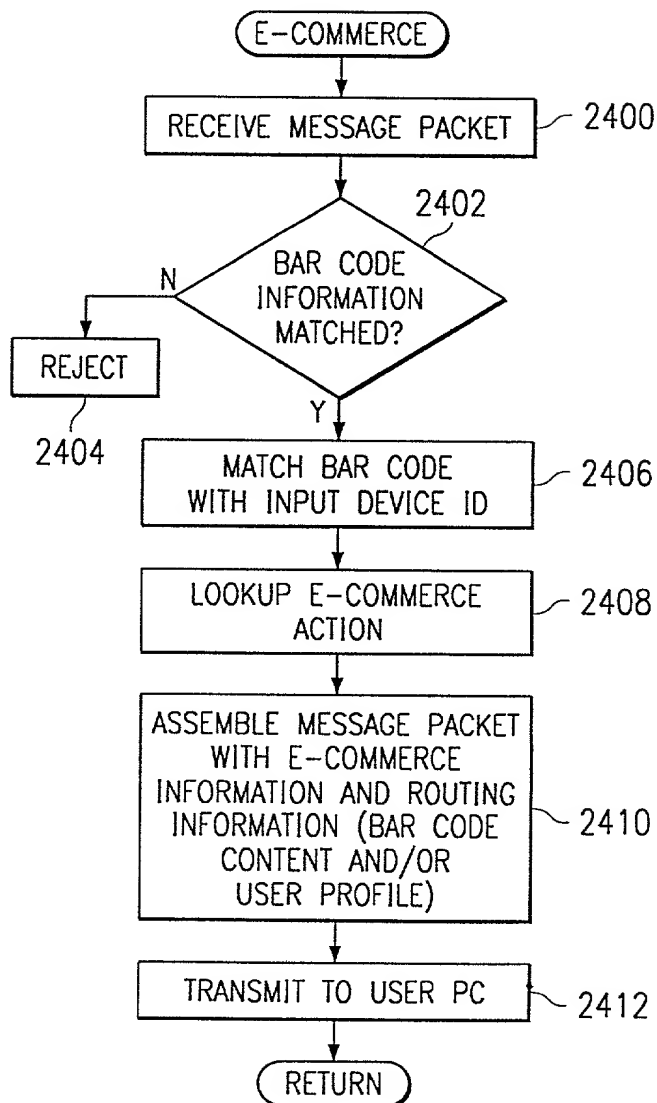 E-COMMERCE
RECEIVE MESSAGE PACKET
2400
2402
BAR CODE
INFORMATION
MATCHED?
N
REJECT
2404
Y
MATCH BAR CODE
WITH INPUT DEVICE ID
2406
LOOKUP E-COMMERCE
ACTION
2408
ASSEMBLE MESSAGE PACKET
WITH E-COMMERCE
INFORMATION AND ROUTING
INFORMATION (BAR CODE
CONTENT AND/OR
USER PROFILE)
2410
TRANSMIT TO USER PC
2412
RETURN